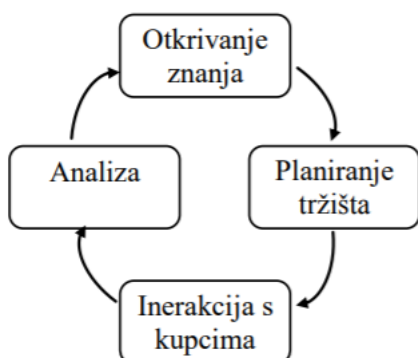 Otkrivanje
znanja
Analiza
Planiranje
tržišta
Inerakcija s
kupcima